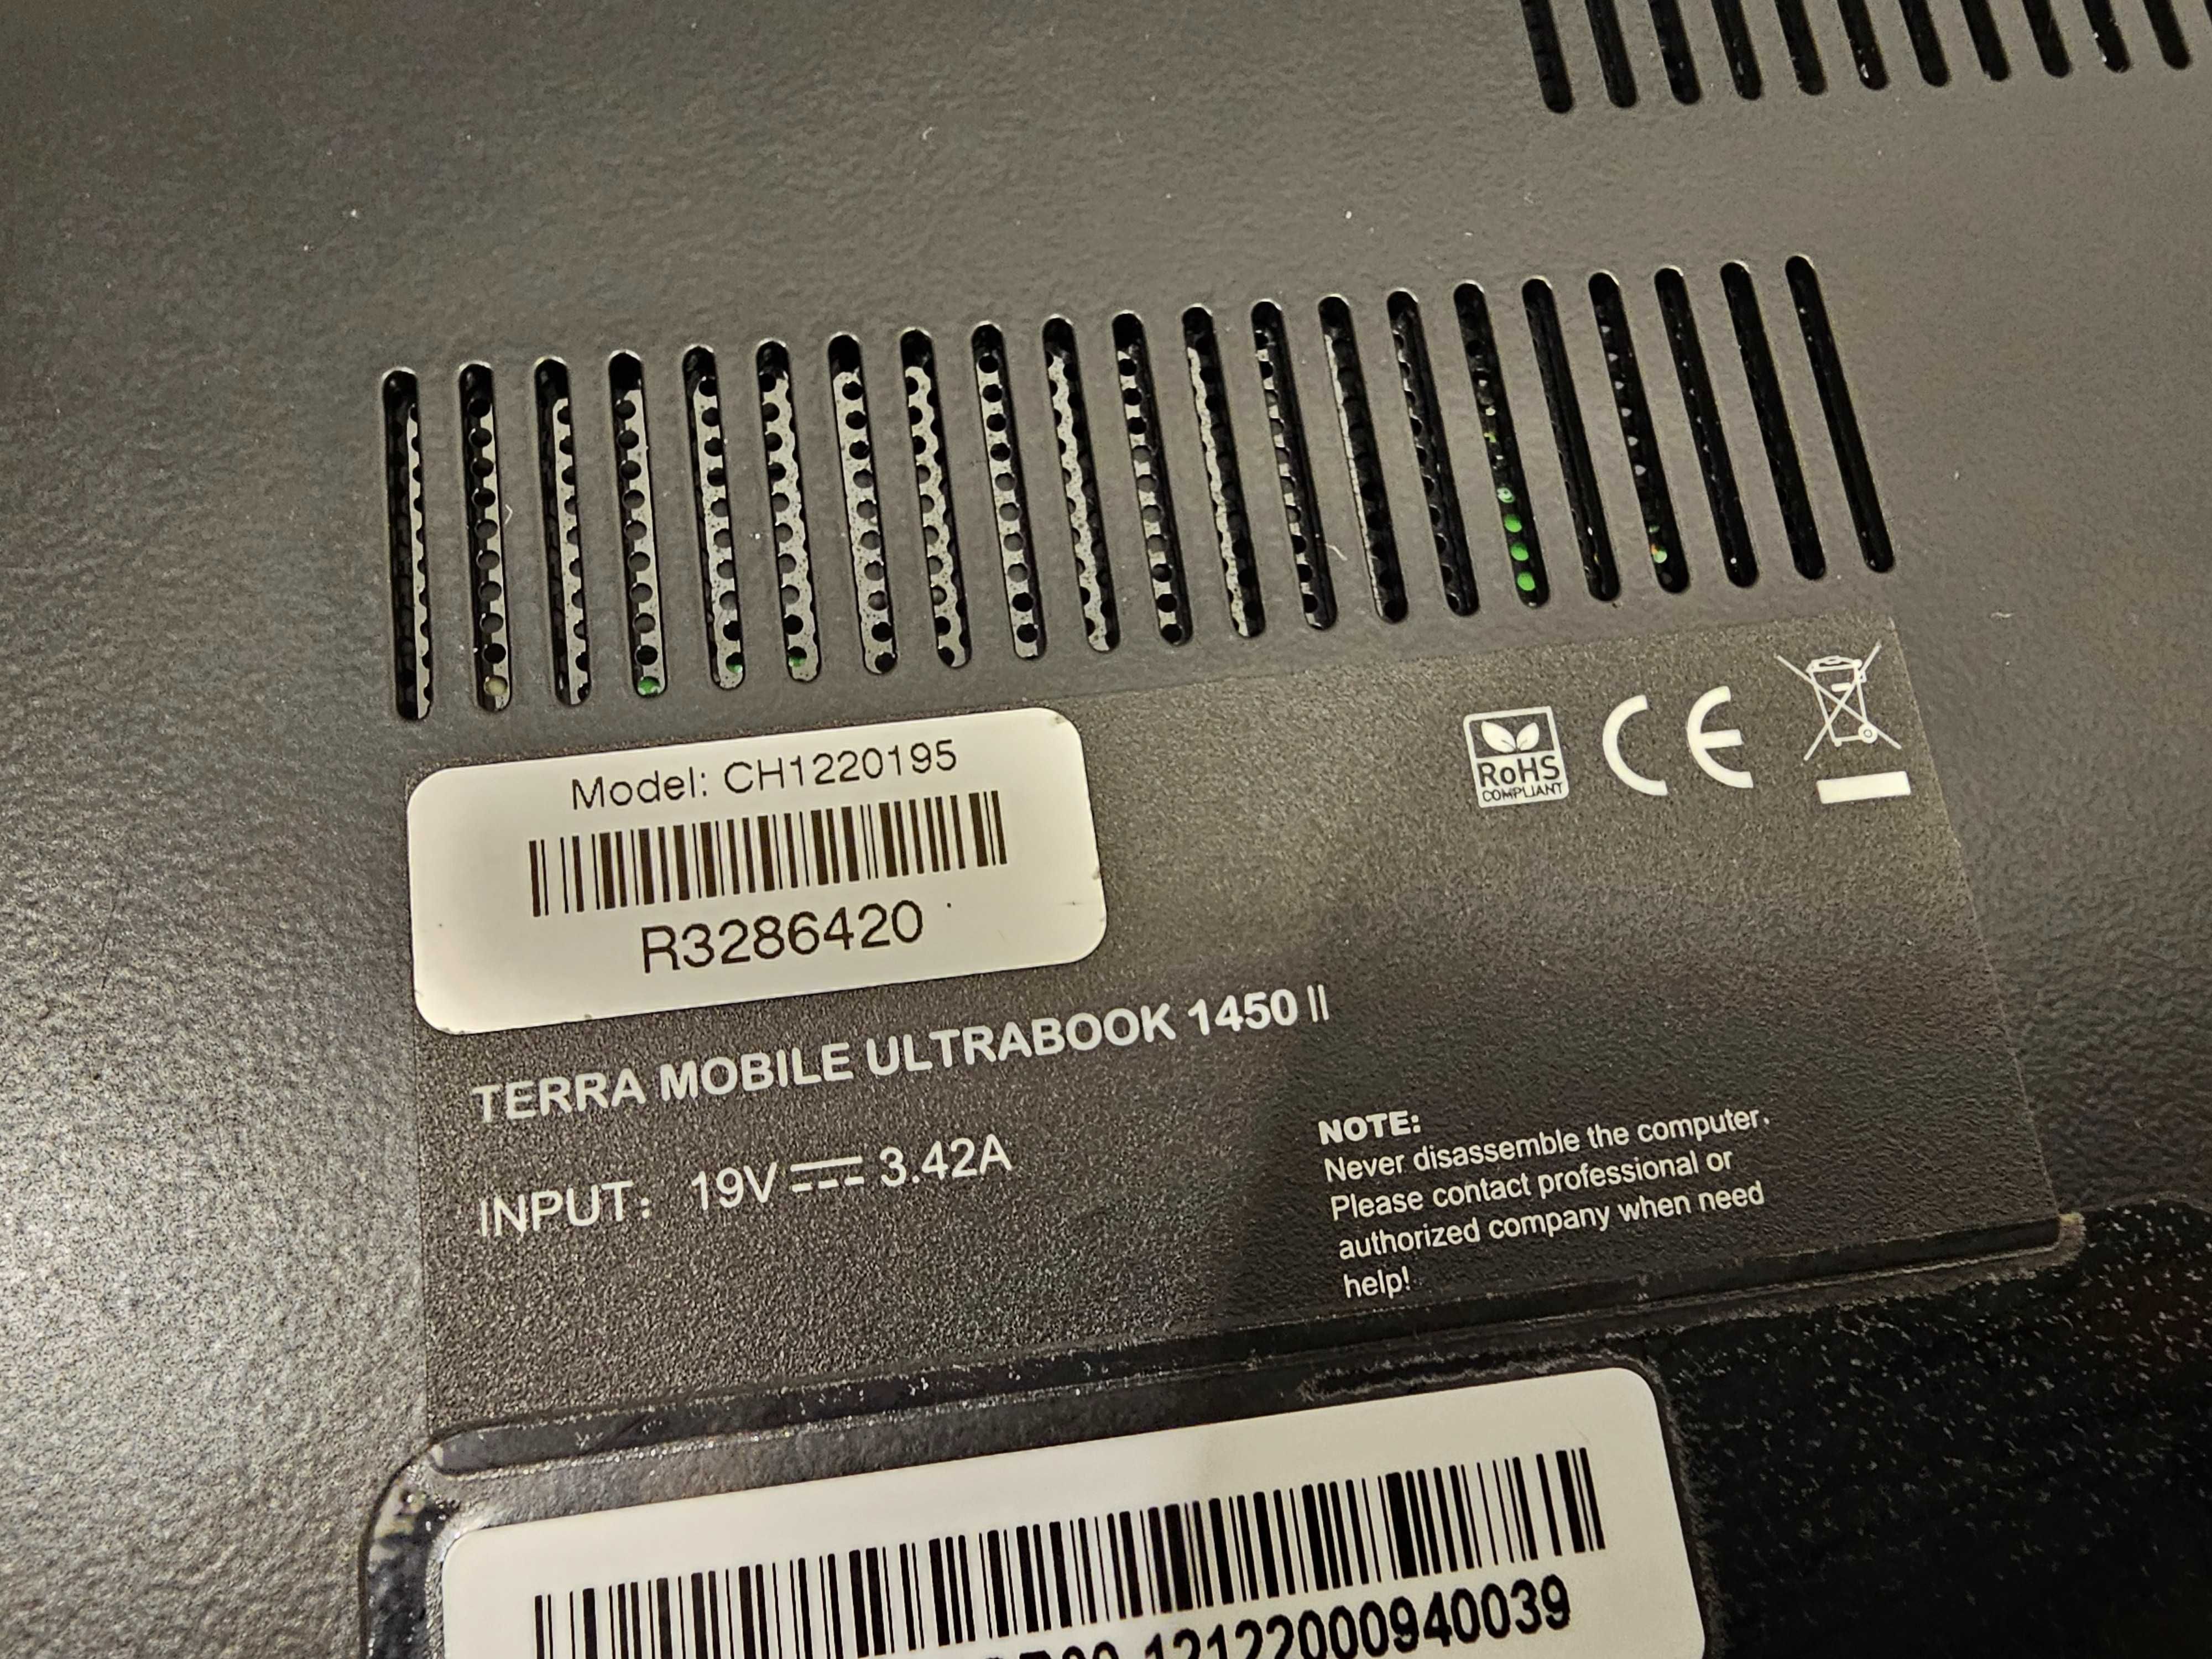 Model: CH1220195
R3286420
RoHS
COMPLIANT
CE
TERRA MOBILE ULTRABOOK 1450 II
INPUT: 19V 3.42A
NOTE:
Never disassemble the computer.
Please contact professional or
authorized company when need
help!
12122000940039